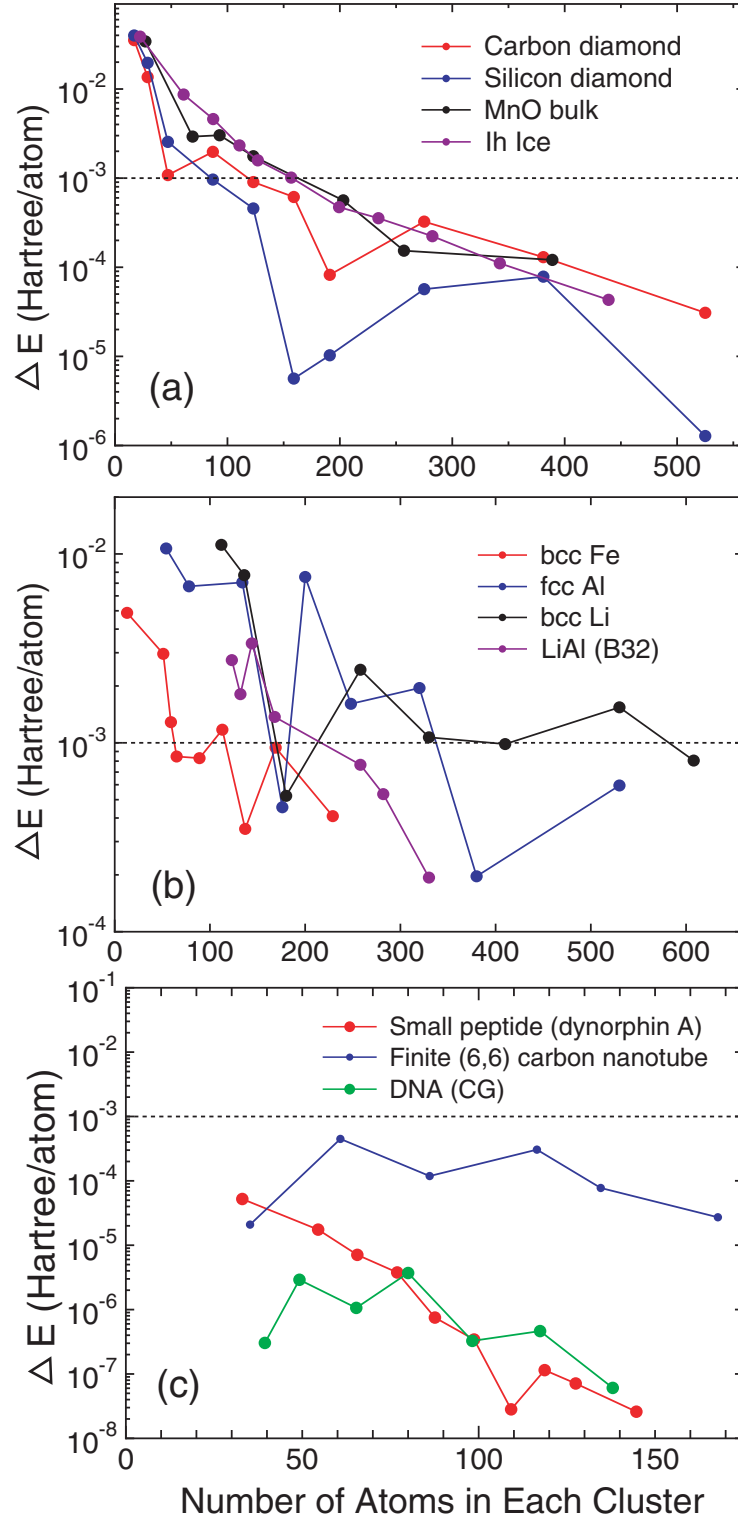 Carbon diamond
Silicon diamond
MnO bulk
Ih Ice
10-2
10-3
10-4
10-5
10-6
△ E (Hartree/atom)
(a)
0 100 200 300 400 500
bcc Fe
fcc Al
bcc Li
LiAl (B32)
10-2
10-3
10-4
△ E (Hartree/atom)
(b)
0 100 200 300 400 500 600
Small peptide (dynorphin A)
Finite (6,6) carbon nanotube
DNA (CG)
10-1
10-2
10-3
10-4
10-5
10-6
10-7
10-8
△ E (Hartree/atom)
(c)
0 50 100 150
Number of Atoms in Each Cluster